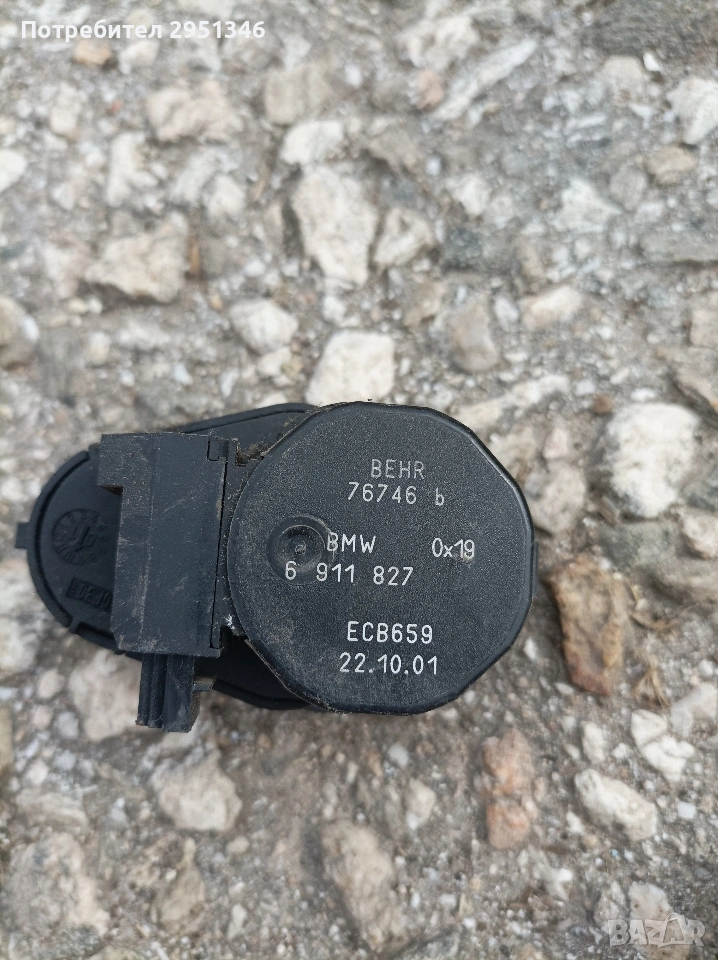 Потребител 2951346
BEHR
76746 b
BMW 0x19
6 911 827
ECB659
22.10.01
BAZAR